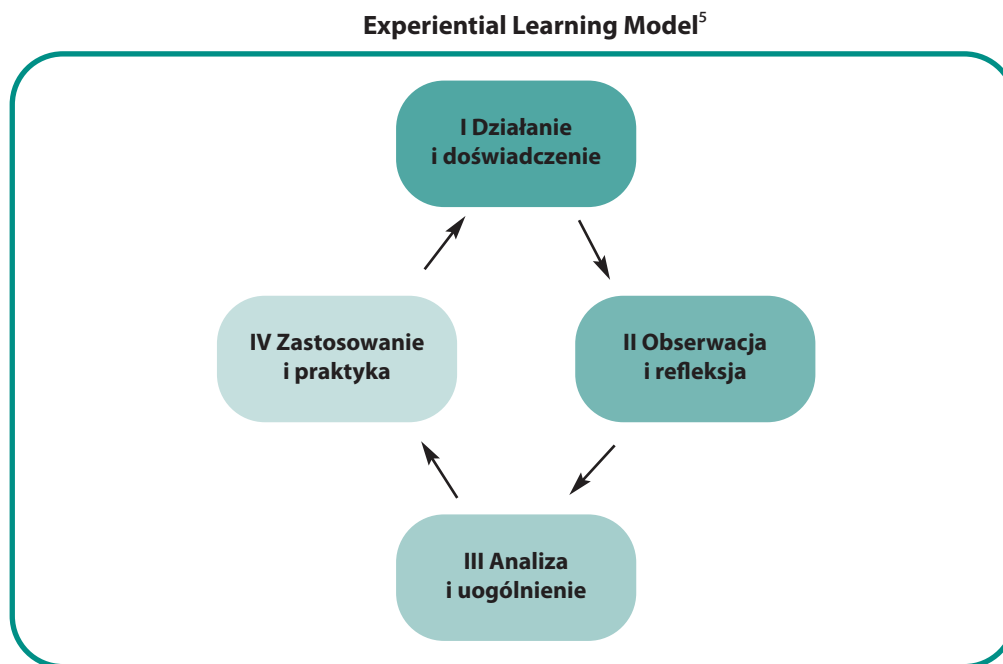 Experiential Learning Model⁵
I Działanie
i doświadczenie
II Obserwacja
i refleksja
III Analiza
i uogólnienie
IV Zastosowanie
i praktyka